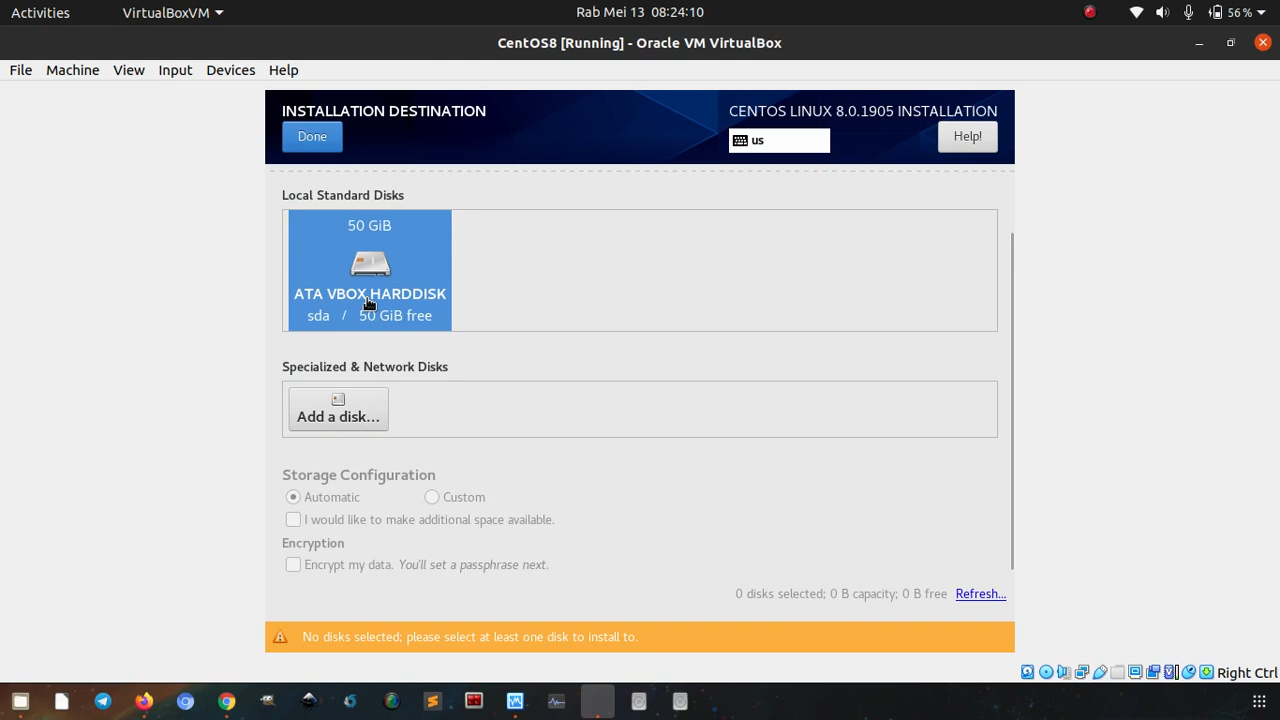 Activities
VirtualBoxVM
Rab Mei 13 08:24:10
56 %
CentOS8 [Running] - Oracle VM VirtualBox
File Machine View Input Devices Help
INSTALLATION DESTINATION
CENTOS LINUX 8.0.1905 INSTALLATION
Done
us
Help!
Local Standard Disks
50 GiB
ATA VBOX HARDDISK
sda / 50 GiB free
Specialized & Network Disks
Add a disk...
Storage Configuration
Automatic Custom
I would like to make additional space available.
Encryption
Encrypt my data. You'll set a passphrase next.
0 disks selected; 0 B capacity; 0 B free Refresh...
No disks selected; please select at least one disk to install to.
Right Ctrl